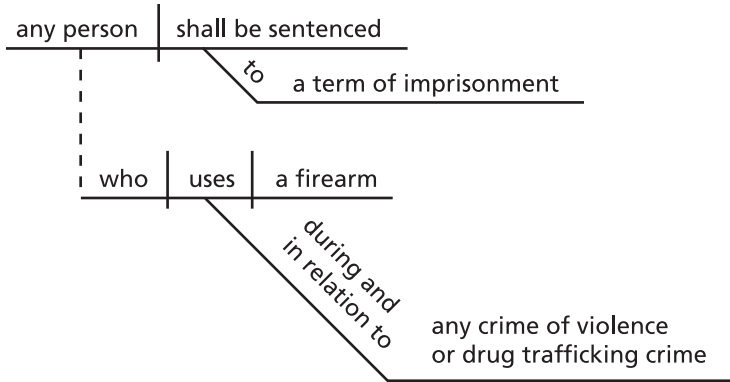 any person shall be sentenced
to a term of imprisonment
who uses a firearm
during and
in relation to
any crime of violence
or drug trafficking crime